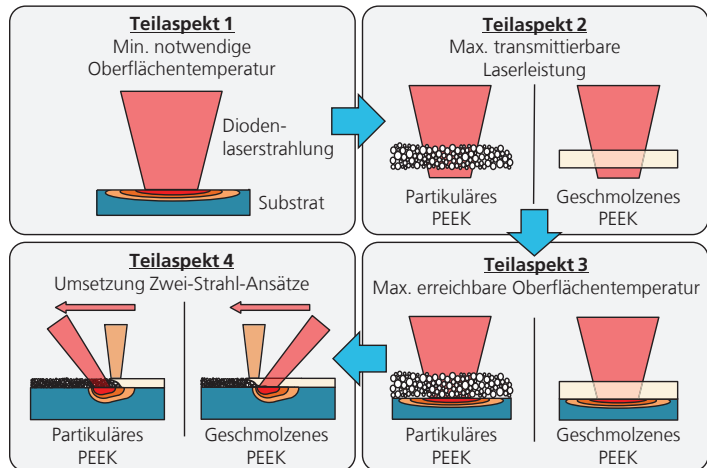 Teilaspekt 1
Min. notwendige
Oberflächentemperatur
Dioden-
laserstrahlung
Substrat
Teilaspekt 2
Max. transmittierbare
Laserleistung
Partikuläres
PEEK
Geschmolzenes
PEEK
Teilaspekt 3
Max. erreichbare Oberflächentemperatur
Partikuläres
PEEK
Geschmolzenes
PEEK
Teilaspekt 4
Umsetzung Zwei-Strahl-Ansätze
Partikuläres
PEEK
Geschmolzenes
PEEK